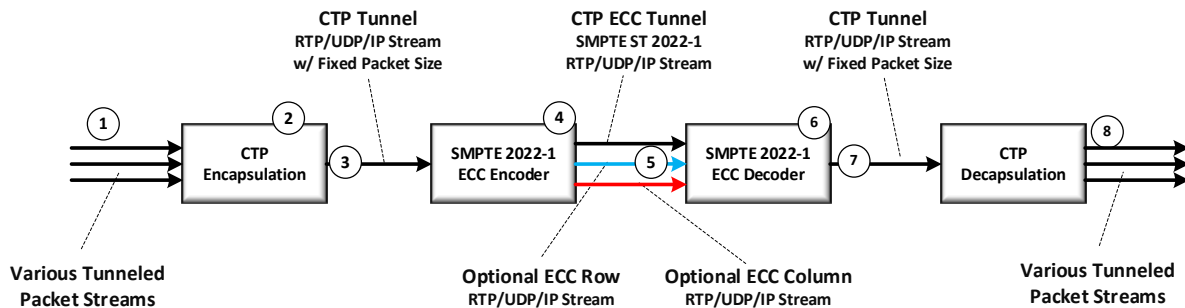 CTP Tunnel
RTP/UDP/IP Stream
w/ Fixed Packet Size
CTP ECC Tunnel
SMPTE ST 2022-1
RTP/UDP/IP Stream
CTP Tunnel
RTP/UDP/IP Stream
w/ Fixed Packet Size
1
2
3
4
5
6
7
8
CTP
Encapsulation
SMPTE 2022-1
ECC Encoder
SMPTE 2022-1
ECC Decoder
CTP
Decapsulation
Various Tunneled
Packet Streams
Optional ECC Row
RTP/UDP/IP Stream
Optional ECC Column
RTP/UDP/IP Stream
Various Tunneled
Packet Streams